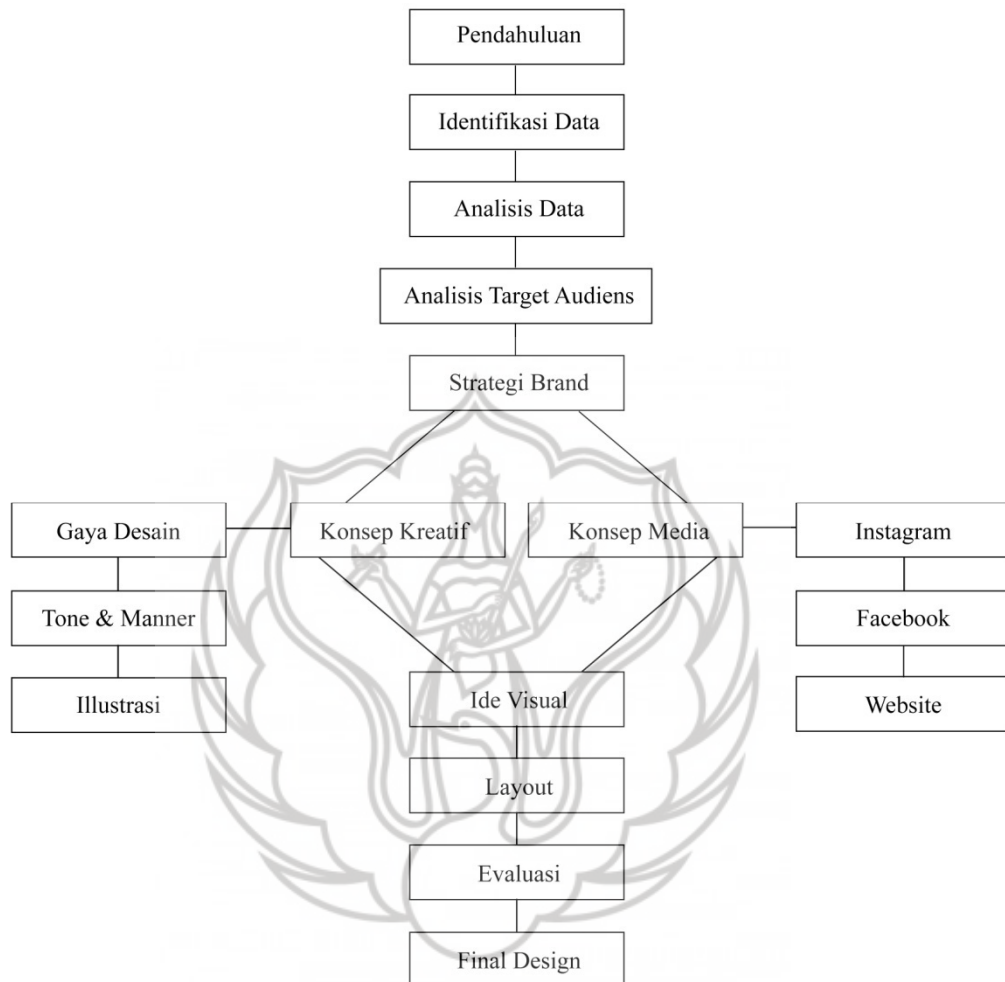 Pendahuluan
Identifikasi Data
Analisis Data
Analisis Target Audiens
Strategi Brand
Gaya Desain
Konsep Kreatif
Konsep Media
Instagram
Tone & Manner
Facebook
Illustrasi
Ide Visual
Website
Layout
Evaluasi
Final Design